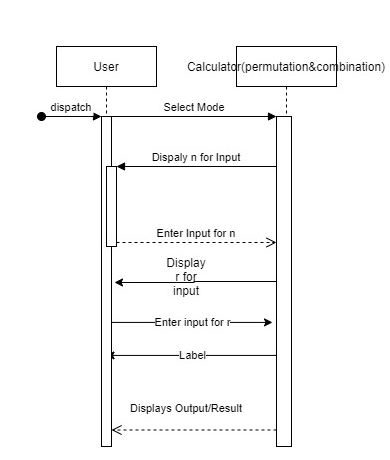 User
Calculator(permutation&combination)
dispatch
Select Mode
Dispaly n for Input
Enter Input for n
Display
r for
input
Enter input for r
Label
Displays Output/Result